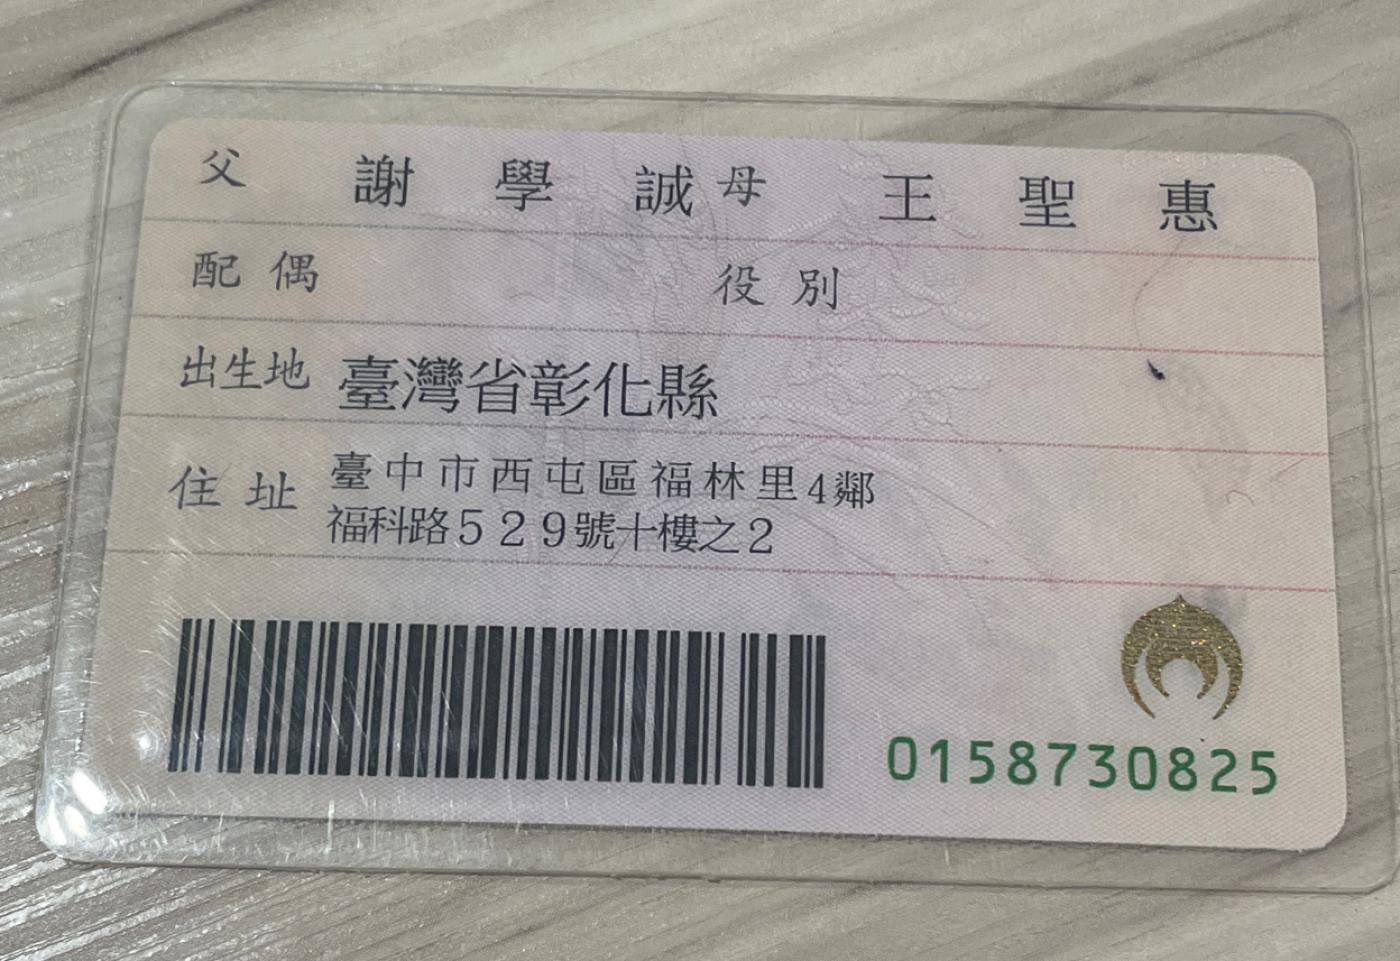 父 謝學誠 母 王聖惠
配偶 役別
出生地 臺灣省彰化縣
住址 臺中市西屯區福林里4鄰
福科路529號十樓之2
0158730825